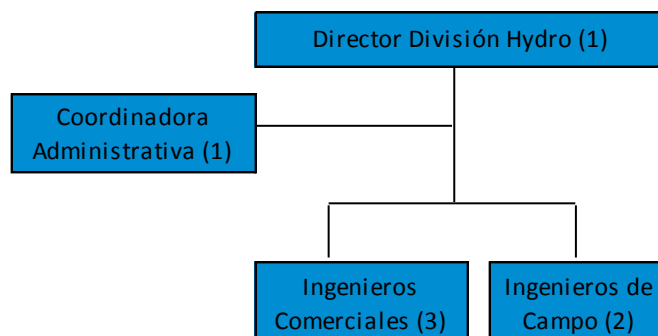 Director División Hydro (1)
Coordinadora
Administrativa (1)
Ingenieros
Comerciales (3)
Ingenieros de
Campo (2)